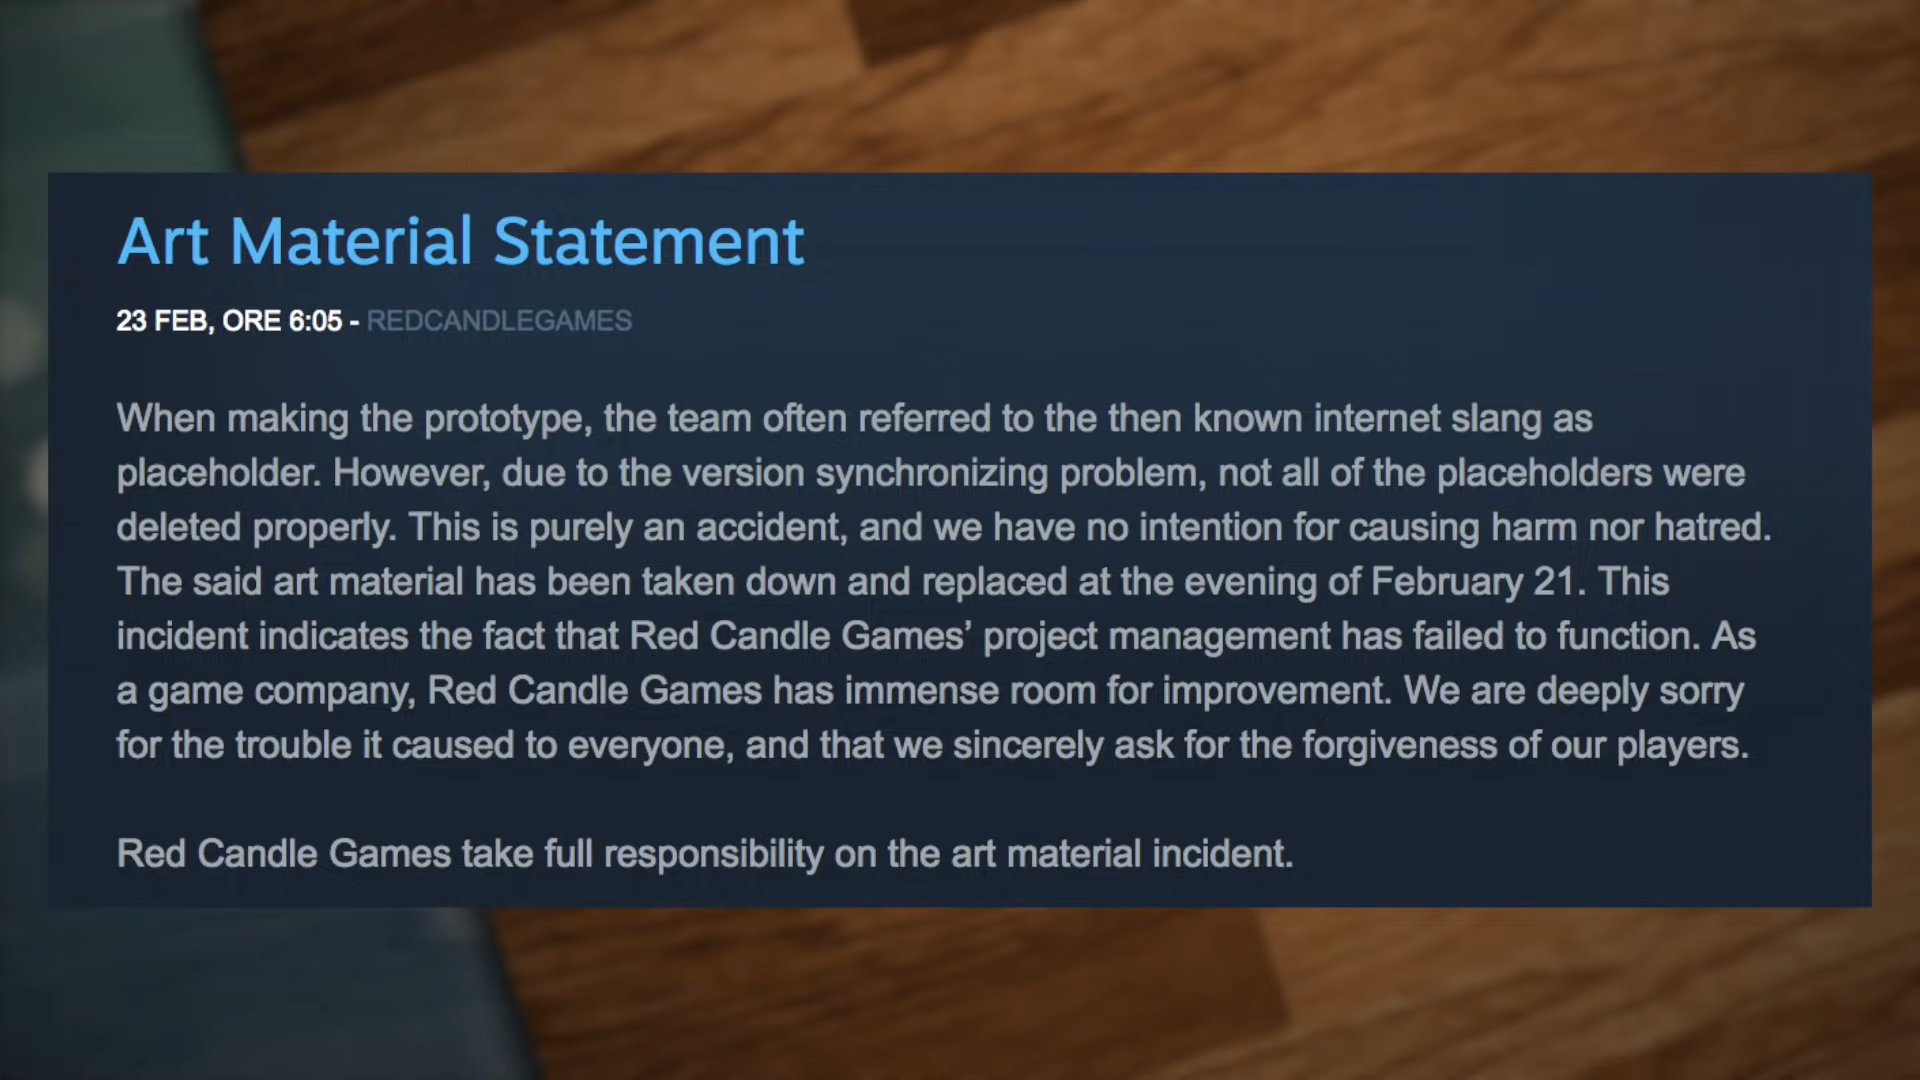 Art Material Statement
23 FEB, ORE 6:05 - REDCANDLEGAMES
When making the prototype, the team often referred to the then known internet slang as
placeholder. However, due to the version synchronizing problem, not all of the placeholders were
deleted properly. This is purely an accident, and we have no intention for causing harm nor hatred.
The said art material has been taken down and replaced at the evening of February 21. This
incident indicates the fact that Red Candle Games’ project management has failed to function. As
a game company, Red Candle Games has immense room for improvement. We are deeply sorry
for the trouble it caused to everyone, and that we sincerely ask for the forgiveness of our players.
Red Candle Games take full responsibility on the art material incident.